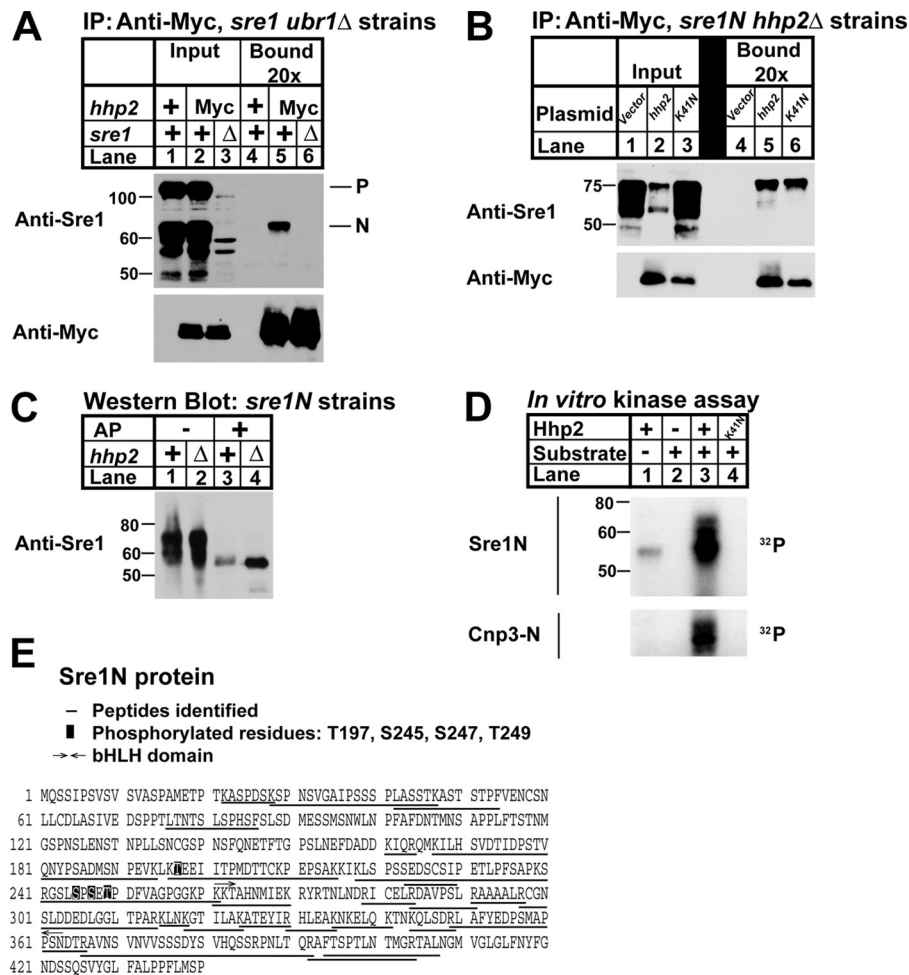 A IP: Anti-Myc, sre1 ubr1Δ strains
Input Bound 20x
hhp2 + Myc + Myc
sre1 + + Δ + + Δ
Lane 1 2 3 4 5 6
100 P
Anti-Sre1 N
60
50
Anti-Myc
B IP: Anti-Myc, sre1N hhp2Δ strains
Input Bound 20x
Plasmid Vector hhp2 K41N Vector hhp2 K41N
Lane 1 2 3 4 5 6
75
Anti-Sre1
50
Anti-Myc
C Western Blot: sre1N strains
AP - +
hhp2 + Δ + Δ
Lane 1 2 3 4
80
Anti-Sre1 60
50
D In vitro kinase assay
Hhp2 + - + K41N
Substrate - + + +
Lane 1 2 3 4
80
60
Sre1N 32P
50
Cnp3-N 32P
E
Sre1N protein
– Peptides identified
Phosphorylated residues: T197, S245, S247, T249
→← bHLH domain
1 MQSSIPSVSV SVASPAMETP TKASPDSKSP NSVGAIPSSS PLASSTKAST STPFVENCSN
61 LLCDLASIVE DSPPTLTNTS LSPHSFSLSD MESSMSNWLN PFAFDNTMNS APPLFTSTNM
121 GSPNSLENST NPLLSNCGSP NSFQNETFTG PSLNEFDADD KIQRQMKILH SVDTIDPSTV
181 QNYPSADMSN PEVKLKTEEI ITPMDTTCKP EPSAKKIKLS PSSEDSCSIP ETLPFSAPKS
241 RGSLSPSETP DFVAGPGGKP KKTAHNMIEK RYRTNLNDRI CELRDAVPSL RAAAALRCGN
301 SLDDEDLGGL TPARKLNKGT ILAKATEYIR HLEAKNKELQ KTNKQLSDRL AFYEDPSMAP
361 PSNDTRAVNS VNVVSSSDYS VHQSSRPNLT QRAFTSPTLN TMGRTALNGM VGLGLFNYFG
421 NDSSQSVYGL FALPPFLMSP